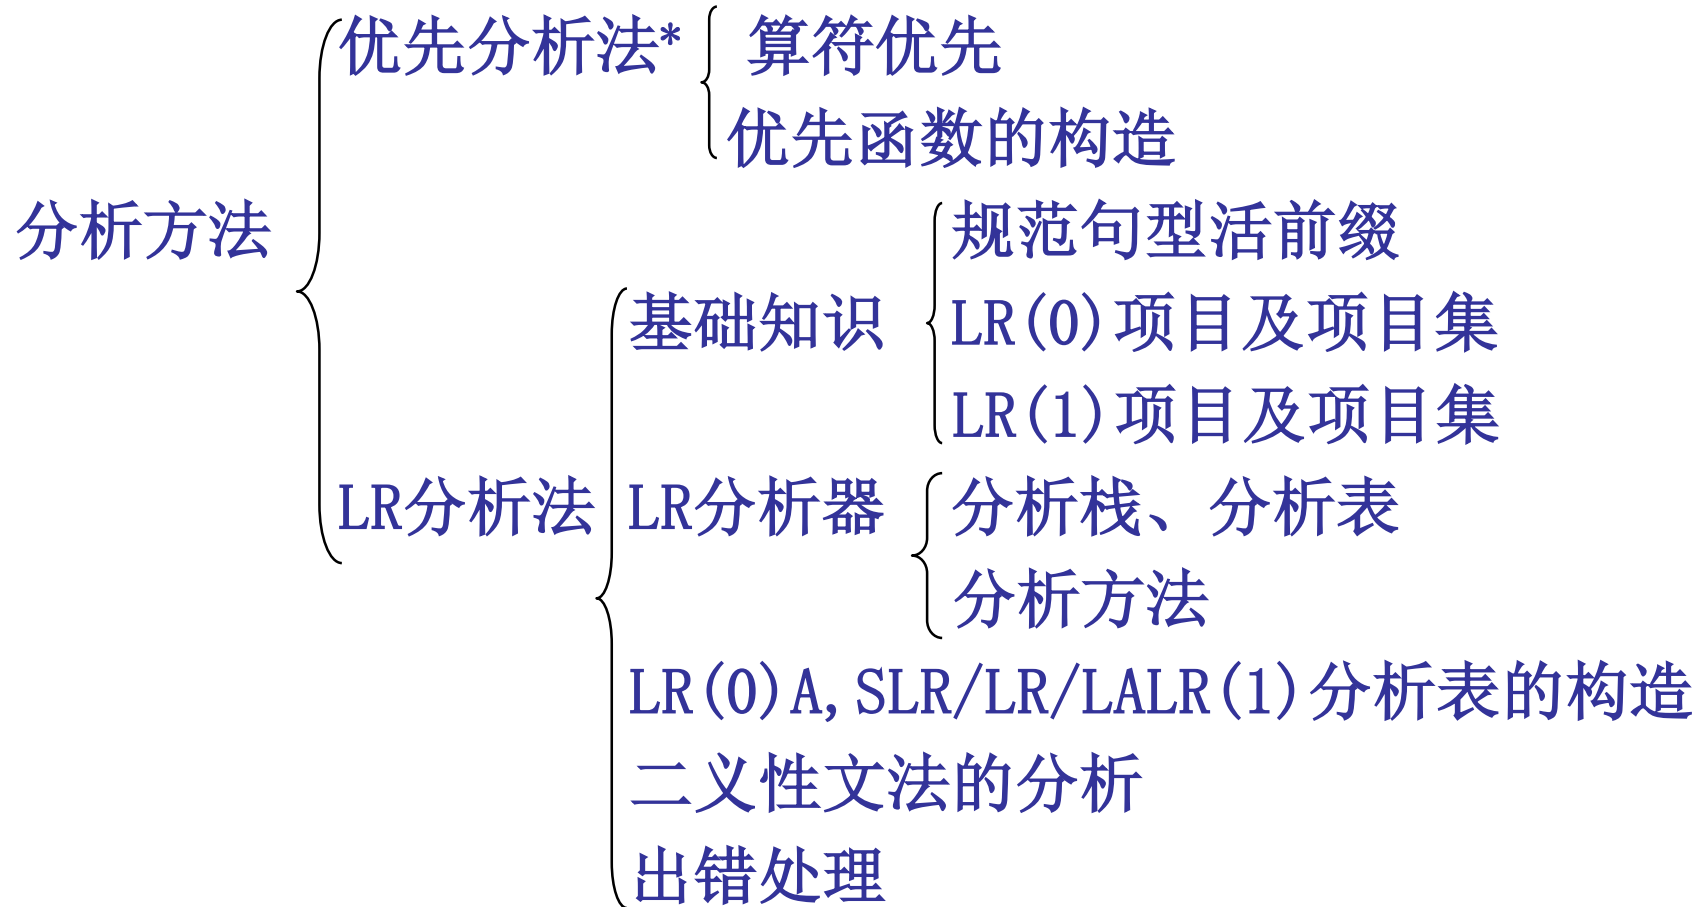 优先分析法* 算符优先
优先函数的构造
分析方法 规范句型活前缀
基础知识 LR(0)项目及项目集
LR(1)项目及项目集
LR分析法 LR分析器 分析栈、分析表
分析方法
LR(0)A,SLR/LR/LALR(1)分析表的构造
二义性文法的分析
出错处理